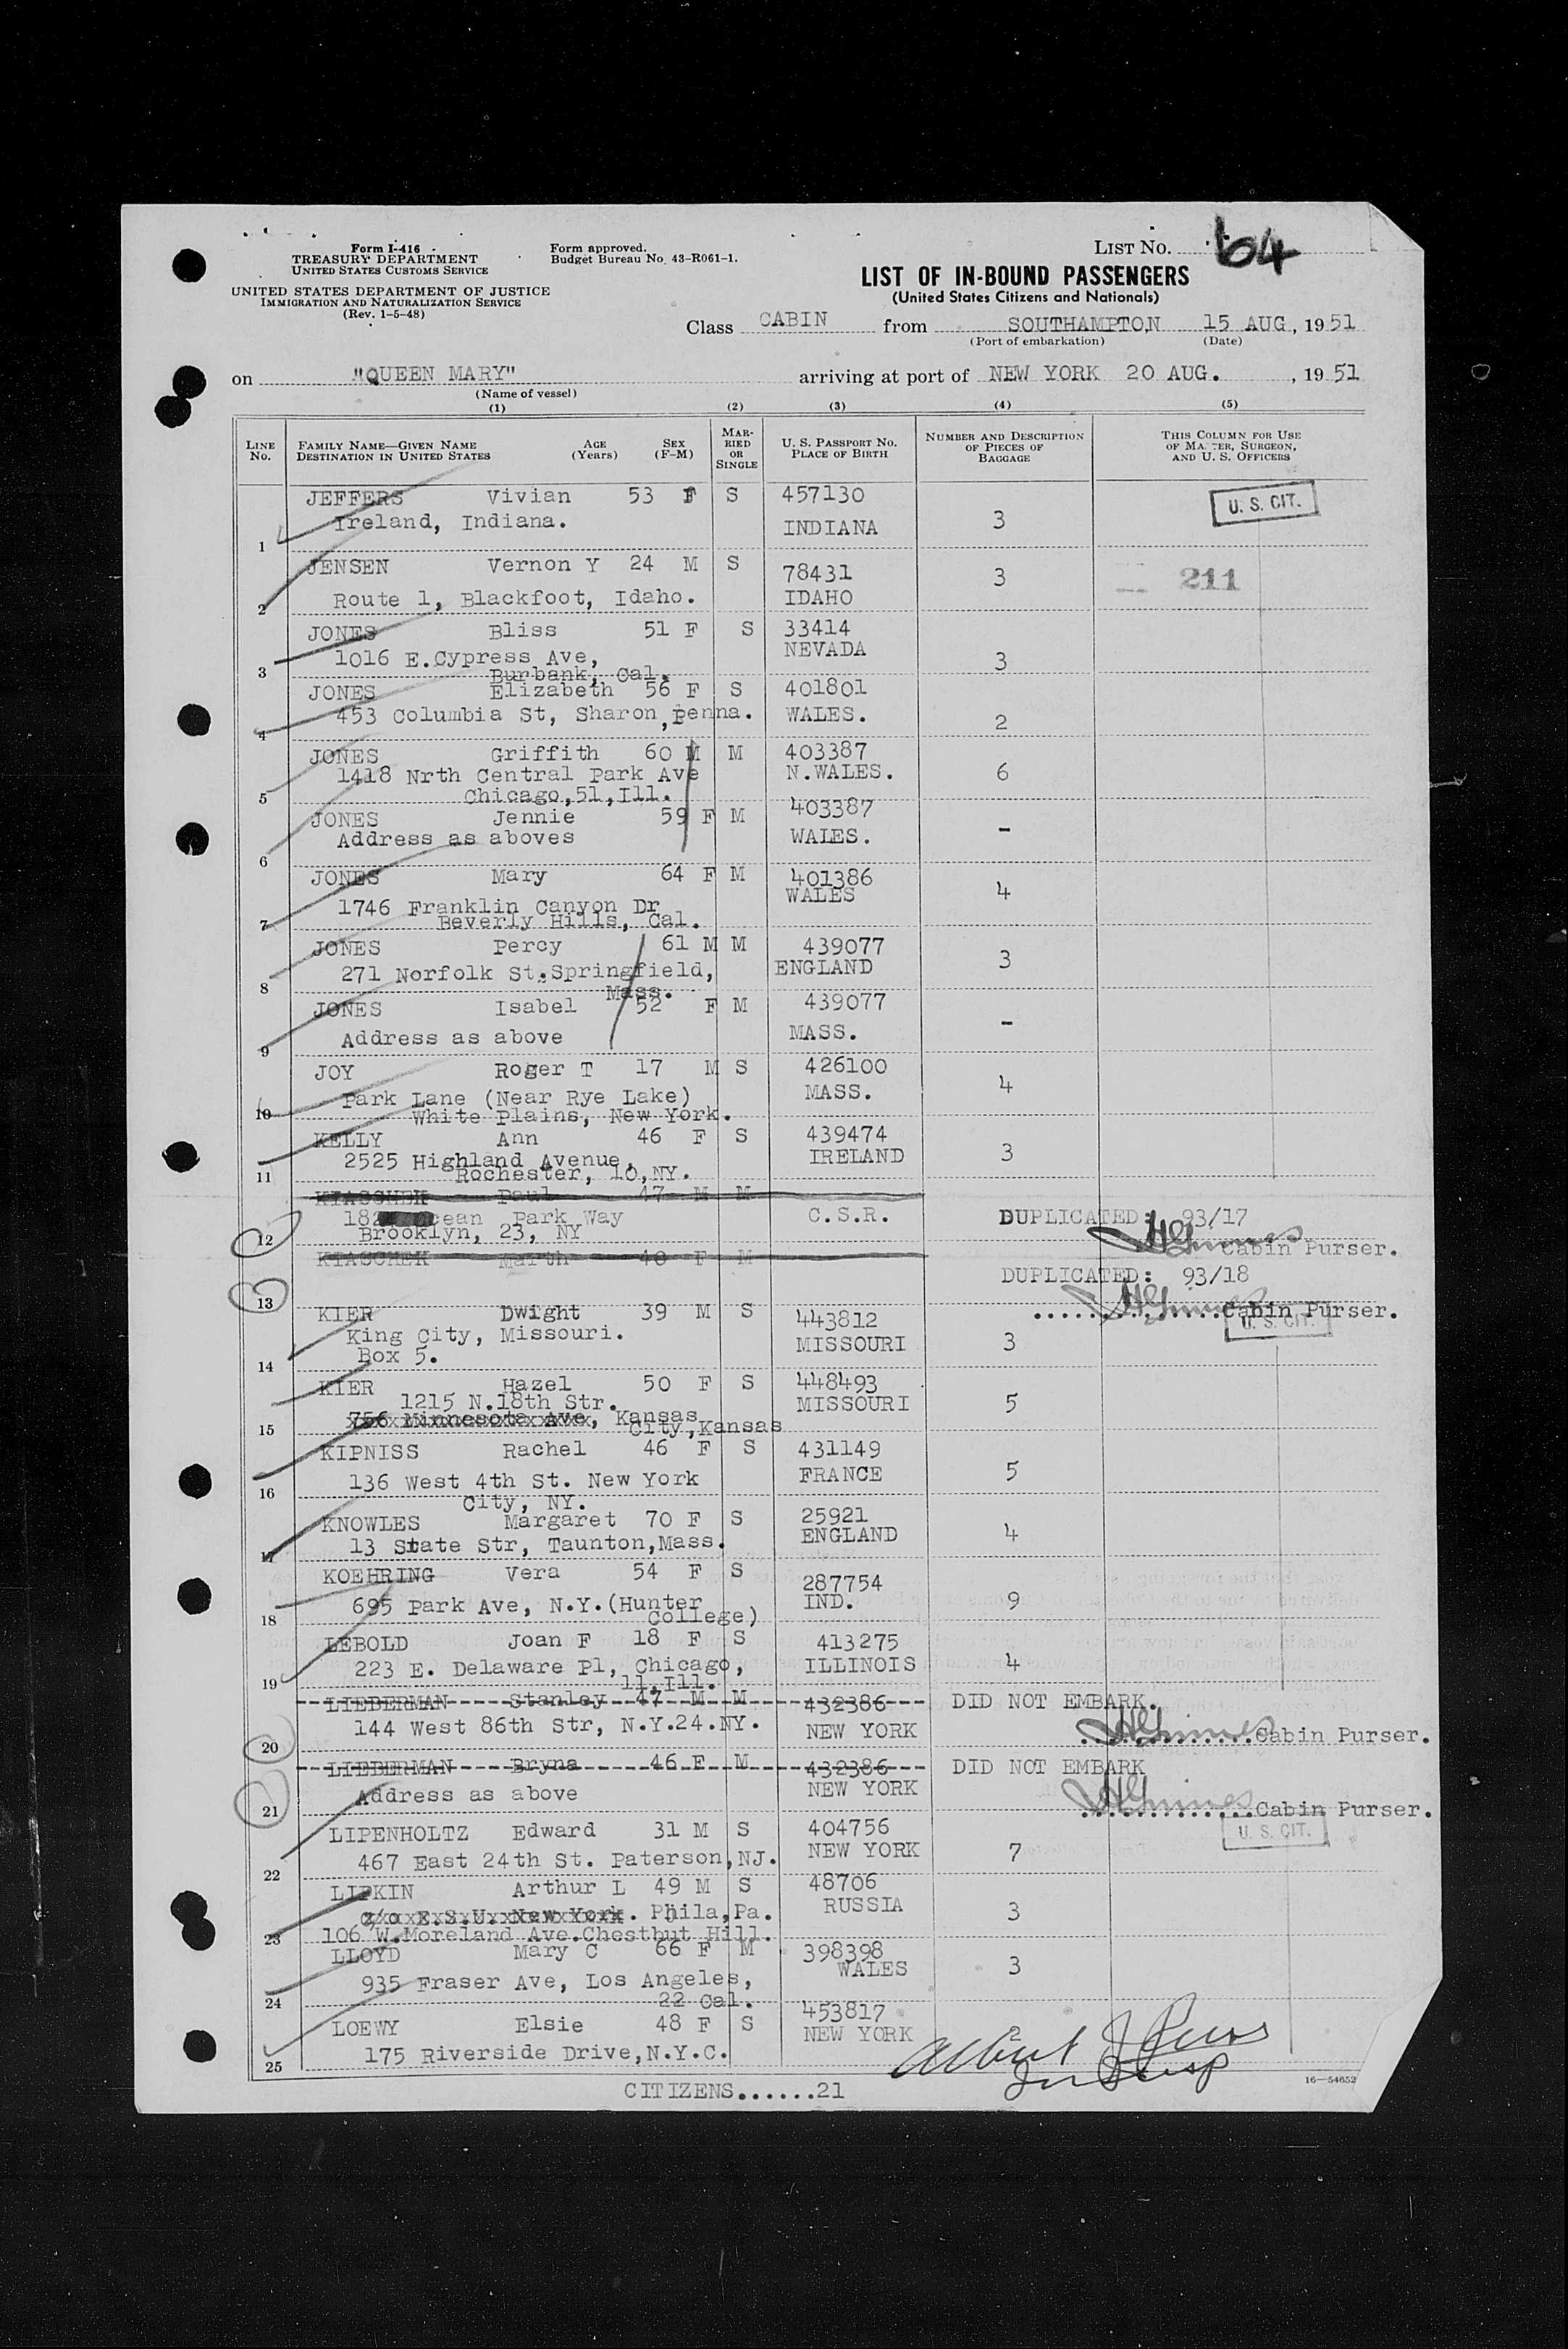 Form I-416
TREASURY DEPARTMENT
UNITED STATES CUSTOMS SERVICE
UNITED STATES DEPARTMENT OF JUSTICE
IMMIGRATION AND NATURALIZATION SERVICE
(Rev. 1-5-48)
Form approved.
Budget Bureau No. 43-R061-1.
LIST No. 64
LIST OF IN-BOUND PASSENGERS
(United States Citizens and Nationals)
Class CABIN from SOUTHAMPTON 15 AUG, 1951
(Port of embarkation) (Date)
on "QUEEN MARY" arriving at port of NEW YORK 20 AUG. , 1951
(Name of vessel)
(1) (2) (3) (4) (5)
LINE No. FAMILY NAME—GIVEN NAME DESTINATION IN UNITED STATES AGE (Years) SEX (F-M) MARRIED OR SINGLE U. S. PASSPORT NO. PLACE OF BIRTH NUMBER AND DESCRIPTION OF PIECES OF BAGGAGE THIS COLUMN FOR USE OF MASTER, SURGEON, AND U. S. OFFICERS
JEFFERS Vivian 53 F S 457130 U. S. CIT.
Ireland, Indiana. INDIANA 3
1
JENSEN Vernon Y 24 M S 78431 3 211
2 Route 1, Blackfoot, Idaho. IDAHO
JONES Bliss 51 F S 33414
1016 E.Cypress Ave, NEVADA 3
3 Burbank, Cal.
JONES Elizabeth 56 F S 401801
453 Columbia St, Sharon,penna. WALES. 2
4
JONES Griffith 60 M M 403387
1418 Nrth Central Park Ave N.WALES. 6
5 Chicago,51,Ill.
JONES Jennie 59 F M 403387
Address as aboves WALES. -
6
JONES Mary 64 F M 401386
1746 Franklin Canyon Dr WALES 4
7 Beverly Hills, Cal.
JONES Percy 61 M M 439077
271 Norfolk St.Springfield, ENGLAND 3
8 Mass.
JONES Isabel 52 F M 439077
9 Address as above MASS. -
JOY Roger T 17 M S 426100
Park Lane (Near Rye Lake) MASS. 4
10 White Plains, New York.
KELLY Ann 46 F S 439474
2525 Highland Avenue, IRELAND 3
11 Rochester, 10,NY.
KIASCHEK Paul 47 M M
182 cean Park Way C.S.R. DUPLICATED: 93/17
12 Brooklyn, 23, NY Cabin Purser.
KIASCHEK Marth 40 F M
DUPLICATED: 93/18
13 Cabin Purser.
KIER Dwight 39 M S 443812 U. S. CIT.
King City, Missouri. MISSOURI 3
14 Box 5.
KIER Hazel 50 F S 448493
1215 N.18th Str. MISSOURI 5
756 Minnesota Ave, Kansas
15 City,Kansas
KIPNISS Rachel 46 F S 431149
136 West 4th St. New York FRANCE 5
16 City, NY.
KNOWLES Margaret 70 F S 25921
13 State Str, Taunton,Mass. ENGLAND 4
17
KOEHRING Vera 54 F S 287754
695 Park Ave, N.Y.(Hunter IND. 9
18 College)
LEBOLD Joan F 18 F S 413275
223 E. Delaware Pl, Chicago, ILLINOIS 4
19 11,Ill.
LIEBERMAN Stanley 47 M M 432386 DID NOT EMBARK.
144 West 86th Str, N.Y.24.NY. NEW YORK Cabin Purser.
20
LIEBERMAN Bryna 46 F M 432386 DID NOT EMBARK
21 Address as above NEW YORK Cabin Purser.
LIPENHOLTZ Edward 31 M S 404756 U. S. CIT.
467 East 24th St. Paterson,NJ. NEW YORK 7
22
LIPKIN Arthur L 49 M S 48706
c/o E.S.U. New York. Phila,Pa. RUSSIA 3
23 106 W.Moreland Ave.Chestnut Hill.
LLOYD Mary C 66 F M 398398
935 Fraser Ave, Los Angeles, WALES 3
24 22 Cal.
LOEWY Elsie 48 F S 453817
175 Riverside Drive,N.Y.C. NEW YORK 2
25
Albert J
CITIZENS......21
16—54652